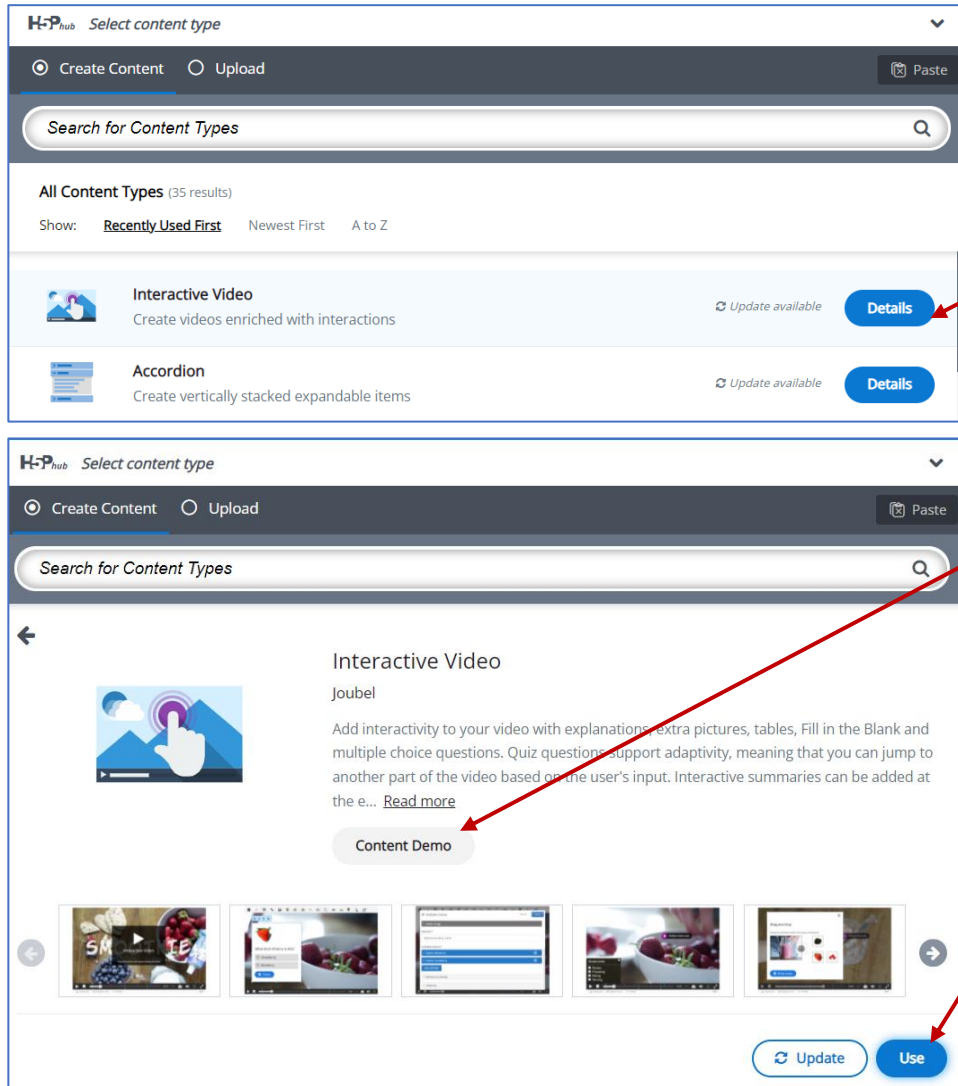 H5P hub Select content type
Create Content Upload Paste
Search for Content Types
All Content Types (35 results)
Show: Recently Used First Newest First A to Z
Interactive Video
Create videos enriched with interactions
Update available Details
Accordion
Create vertically stacked expandable items
Update available Details
H5P hub Select content type
Create Content Upload Paste
Search for Content Types
Interactive Video
Joubel
Add interactivity to your video with explanations, extra pictures, tables, Fill in the Blank and
multiple choice questions. Quiz questions support adaptivity, meaning that you can jump to
another part of the video based on the user's input. Interactive summaries can be added at
the e... Read more
Content Demo
Update Use